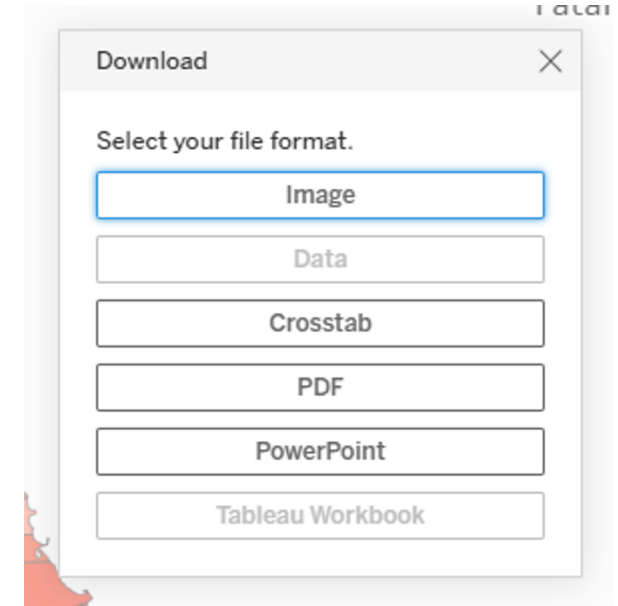 Download
Select your file format.
Image
Data
Crosstab
PDF
PowerPoint
Tableau Workbook